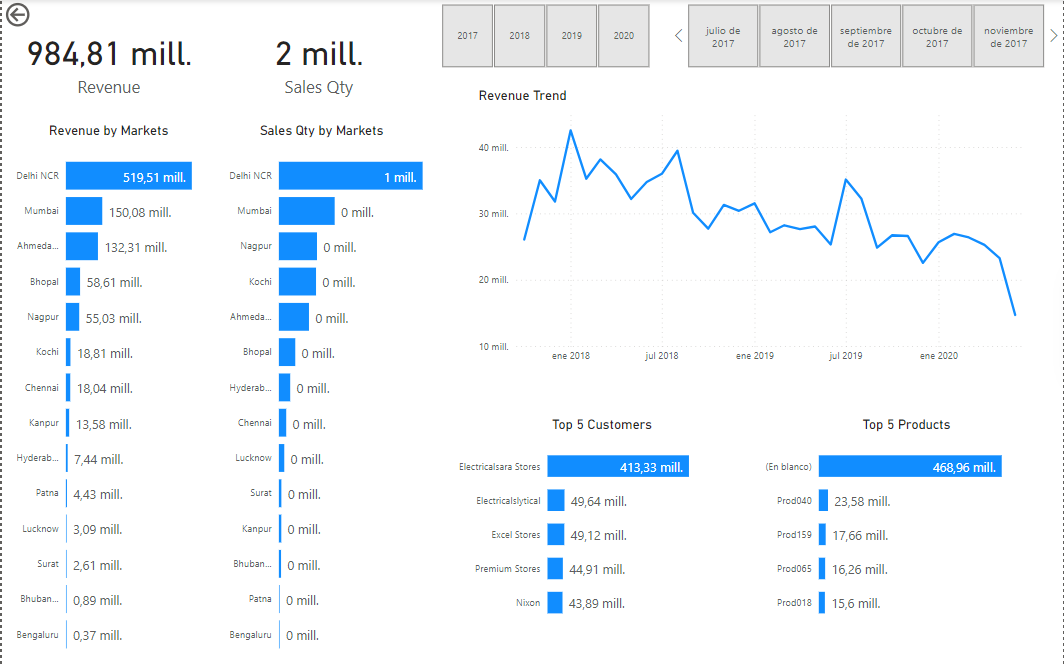 984,81 mill.
Revenue
2 mill.
Sales Qty
2017
2018
2019
2020
julio de
2017
agosto de
2017
septiembre
de 2017
octubre de
2017
noviembre
de 2017
Revenue by Markets
Delhi NCR 519,51 mill.
Mumbai 150,08 mill.
Ahmeda... 132,31 mill.
Bhopal 58,61 mill.
Nagpur 55,03 mill.
Kochi 18,81 mill.
Chennai 18,04 mill.
Kanpur 13,58 mill.
Hyderab... 7,44 mill.
Patna 4,43 mill.
Lucknow 3,09 mill.
Surat 2,61 mill.
Bhuban... 0,89 mill.
Bengaluru 0,37 mill.
Sales Qty by Markets
Delhi NCR 1 mill.
Mumbai 0 mill.
Nagpur 0 mill.
Kochi 0 mill.
Ahmeda... 0 mill.
Bhopal 0 mill.
Hyderab... 0 mill.
Chennai 0 mill.
Lucknow 0 mill.
Surat 0 mill.
Kanpur 0 mill.
Bhuban... 0 mill.
Patna 0 mill.
Bengaluru 0 mill.
Revenue Trend
40 mill.
30 mill.
20 mill.
10 mill.
ene 2018 jul 2018 ene 2019 jul 2019 ene 2020
Top 5 Customers
Electricalsara Stores 413,33 mill.
Electricalslytical 49,64 mill.
Excel Stores 49,12 mill.
Premium Stores 44,91 mill.
Nixon 43,89 mill.
Top 5 Products
(En blanco) 468,96 mill.
Prod040 23,58 mill.
Prod159 17,66 mill.
Prod065 16,26 mill.
Prod018 15,6 mill.